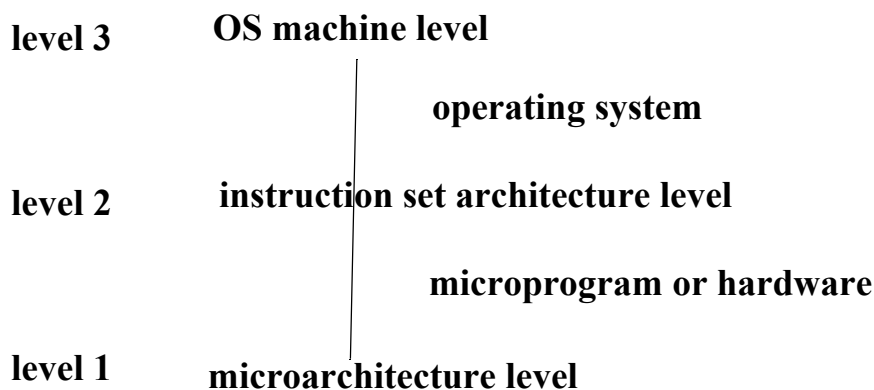 level 3 OS machine level
operating system
level 2 instruction set architecture level
microprogram or hardware
level 1 microarchitecture level